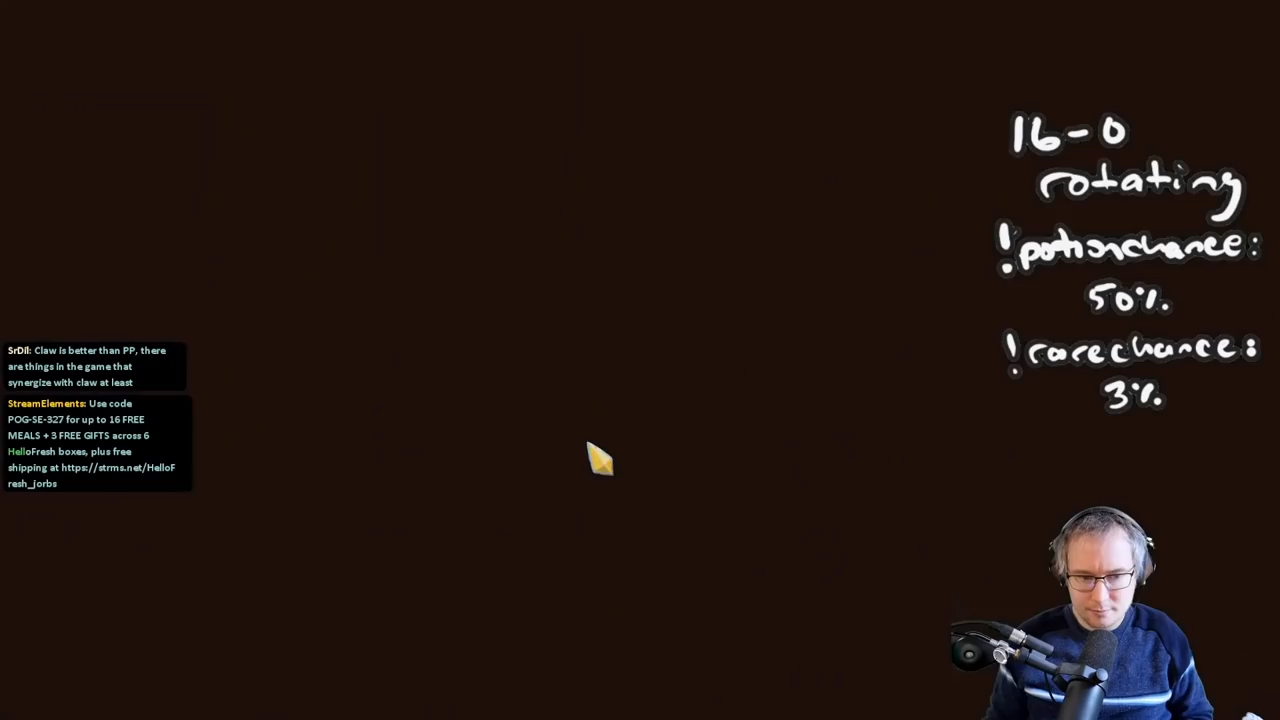 16-0
rotating
!potionchance:
50%
!rarechance:
3%
SrDil: Claw is better than PP, there
are things in the game that
synergize with claw at least
StreamElements: Use code
POG-SE-327 for up to 16 FREE
MEALS + 3 FREE GIFTS across 6
HelloFresh boxes, plus free
shipping at https://strms.net/HelloF
resh_jorbs